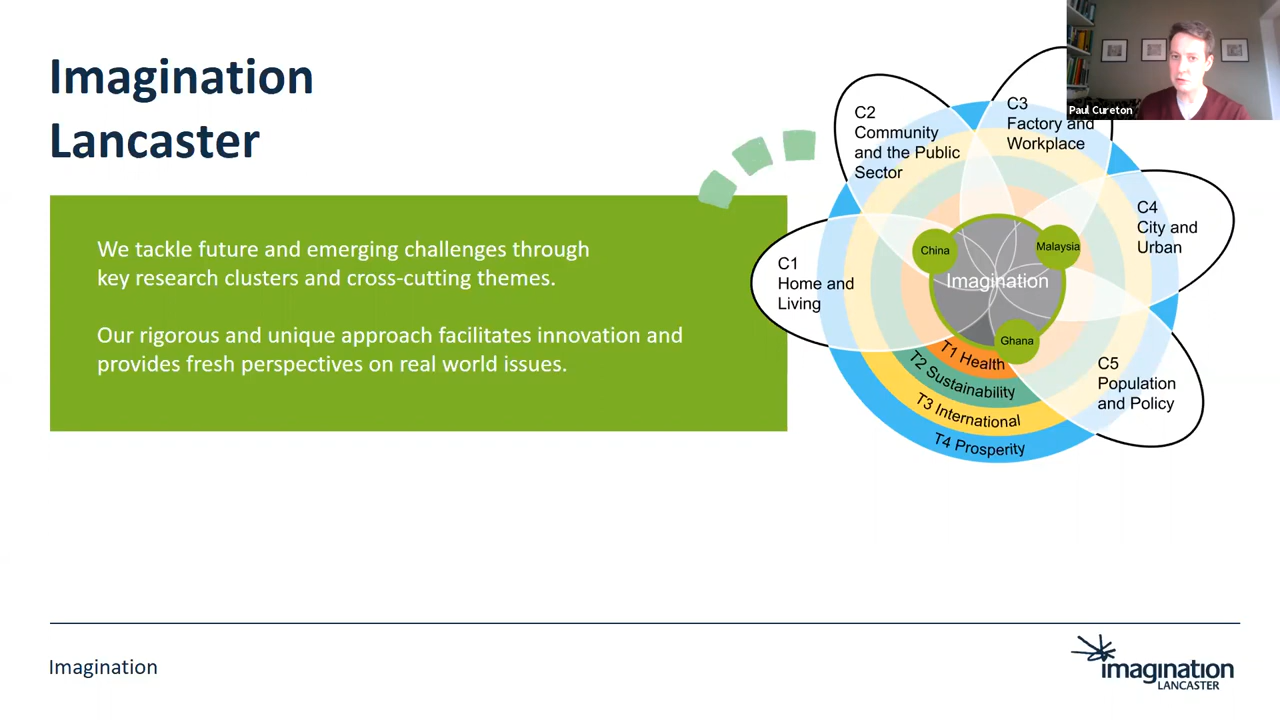 Imagination
Lancaster
We tackle future and emerging challenges through
key research clusters and cross-cutting themes.
Our rigorous and unique approach facilitates innovation and
provides fresh perspectives on real world issues.
C1
Home and
Living
C2
Community
and the Public
Sector
C3
Factory and
Workplace
C4
City and
Urban
C5
Population
and Policy
China
Malaysia
Imagination
Ghana
T1 Health
T2 Sustainability
T3 International
T4 Prosperity
Paul Cureton
Imagination
imagination
LANCASTER